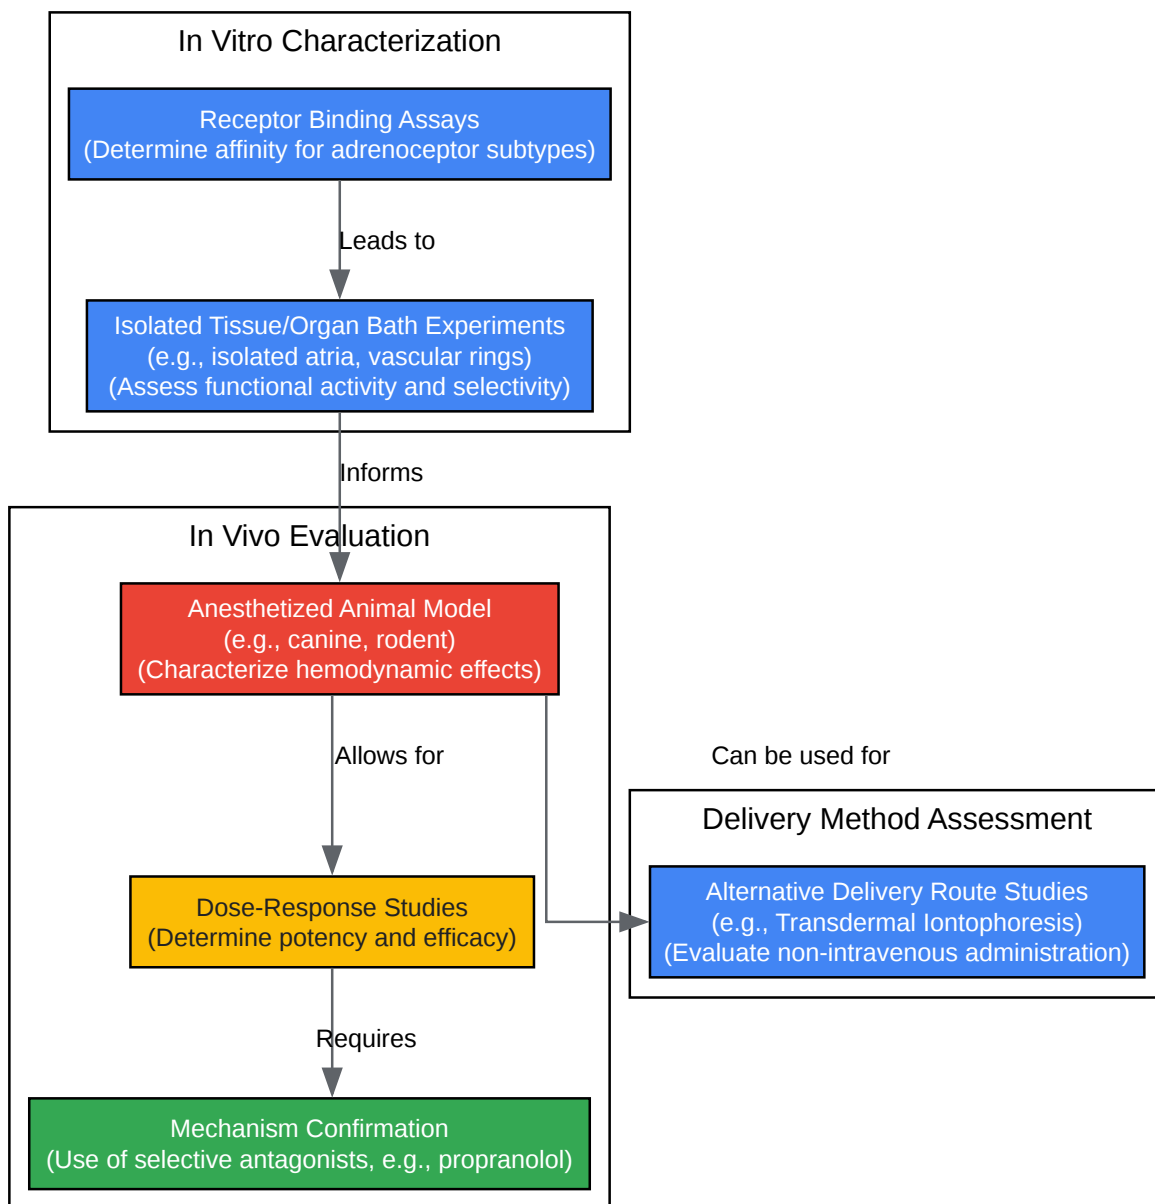 In Vitro Characterization
Receptor Binding Assays
(Determine affinity for adrenoceptor subtypes)
Leads to
Isolated Tissue/Organ Bath Experiments
(e.g., isolated atria, vascular rings)
(Assess functional activity and selectivity)
Informs
In Vivo Evaluation
Anesthetized Animal Model
(e.g., canine, rodent)
(Characterize hemodynamic effects)
Allows for
Can be used for
Delivery Method Assessment
Alternative Delivery Route Studies
(e.g., Transdermal Iontophoresis)
(Evaluate non-intravenous administration)
Dose-Response Studies
(Determine potency and efficacy)
Requires
Mechanism Confirmation
(Use of selective antagonists, e.g., propranolol)